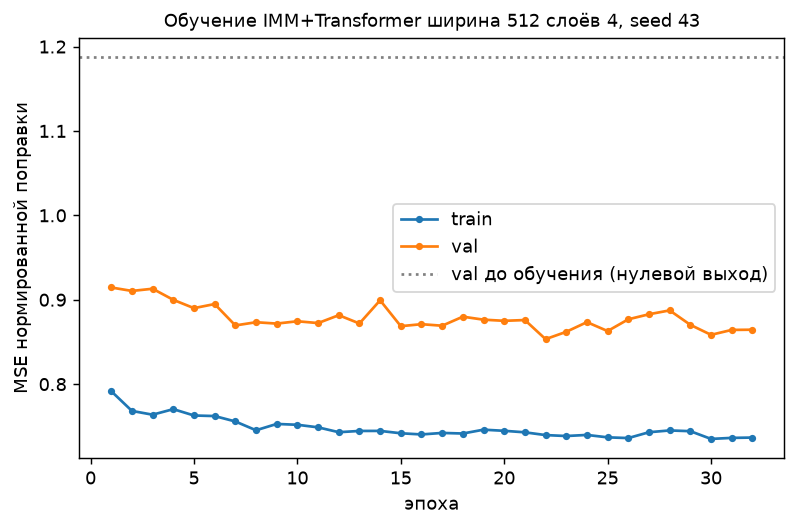 Обучение IMM+Transformer ширина 512 слоёв 4, seed 43
MSE нормированной поправки
1.2
1.1
1.0
0.9
0.8
train
val
val до обучения (нулевой выход)
0 5 10 15 20 25 30
эпоха